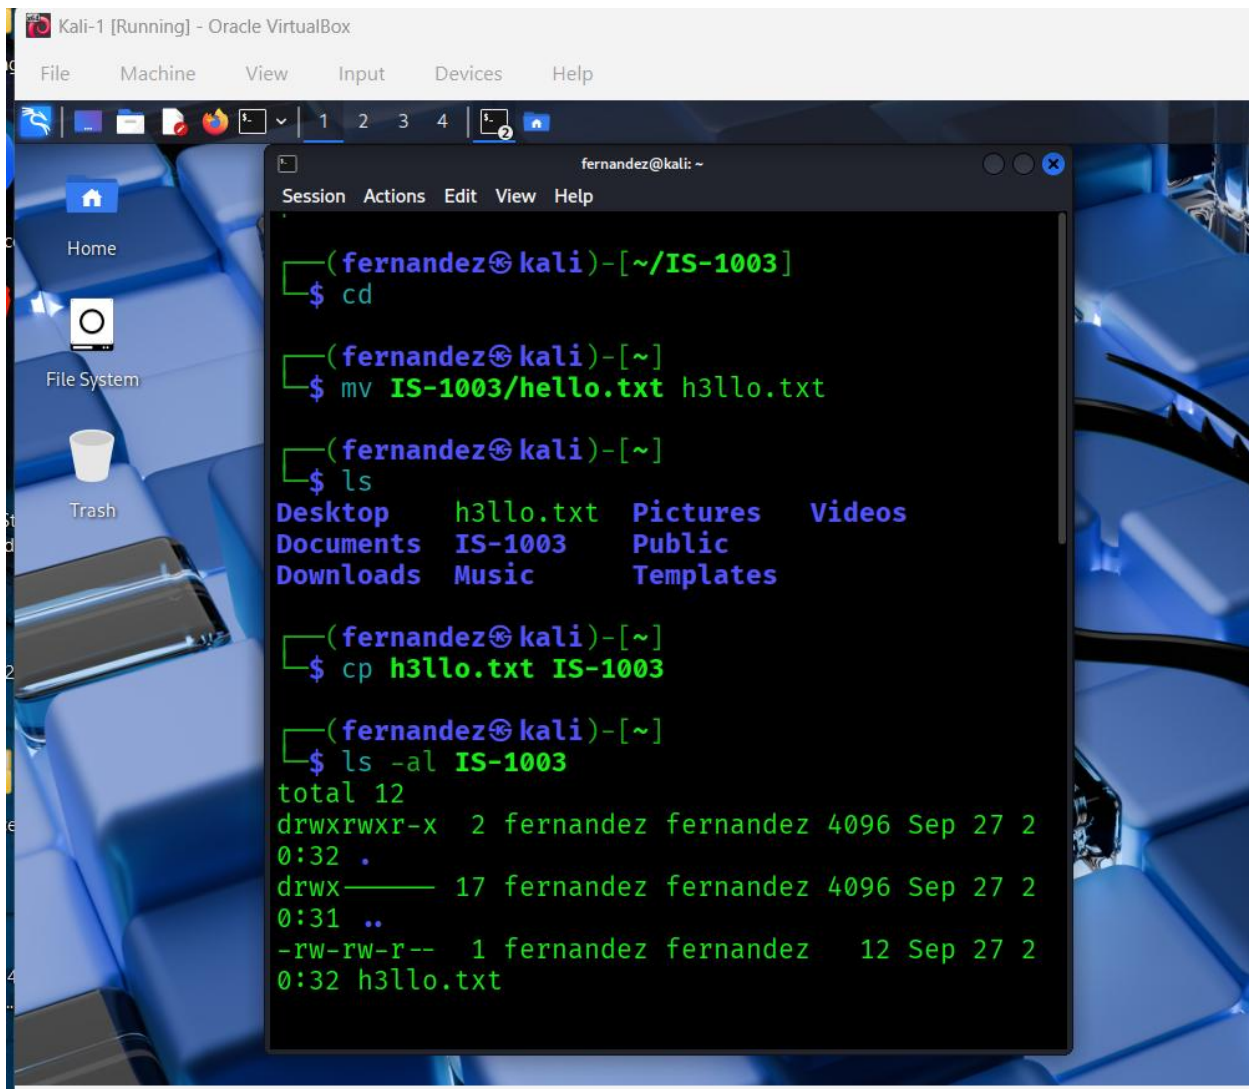 Kali-1 [Running] - Oracle VirtualBox
File Machine View Input Devices Help
1 2 3 4 2
fernandez@kali: ~
Session Actions Edit View Help
Home
File System
Trash
┌──(fernandez㉿kali)-[~/IS-1003]
└─$ cd
┌──(fernandez㉿kali)-[~]
└─$ mv IS-1003/hello.txt h3llo.txt
┌──(fernandez㉿kali)-[~]
└─$ ls
Desktop h3llo.txt Pictures Videos
Documents IS-1003 Public
Downloads Music Templates
┌──(fernandez㉿kali)-[~]
└─$ cp h3llo.txt IS-1003
┌──(fernandez㉿kali)-[~]
└─$ ls -al IS-1003
total 12
drwxrwxr-x 2 fernandez fernandez 4096 Sep 27 2
0:32 .
drwx------ 17 fernandez fernandez 4096 Sep 27 2
0:31 ..
-rw-rw-r-- 1 fernandez fernandez 12 Sep 27 2
0:32 h3llo.txt